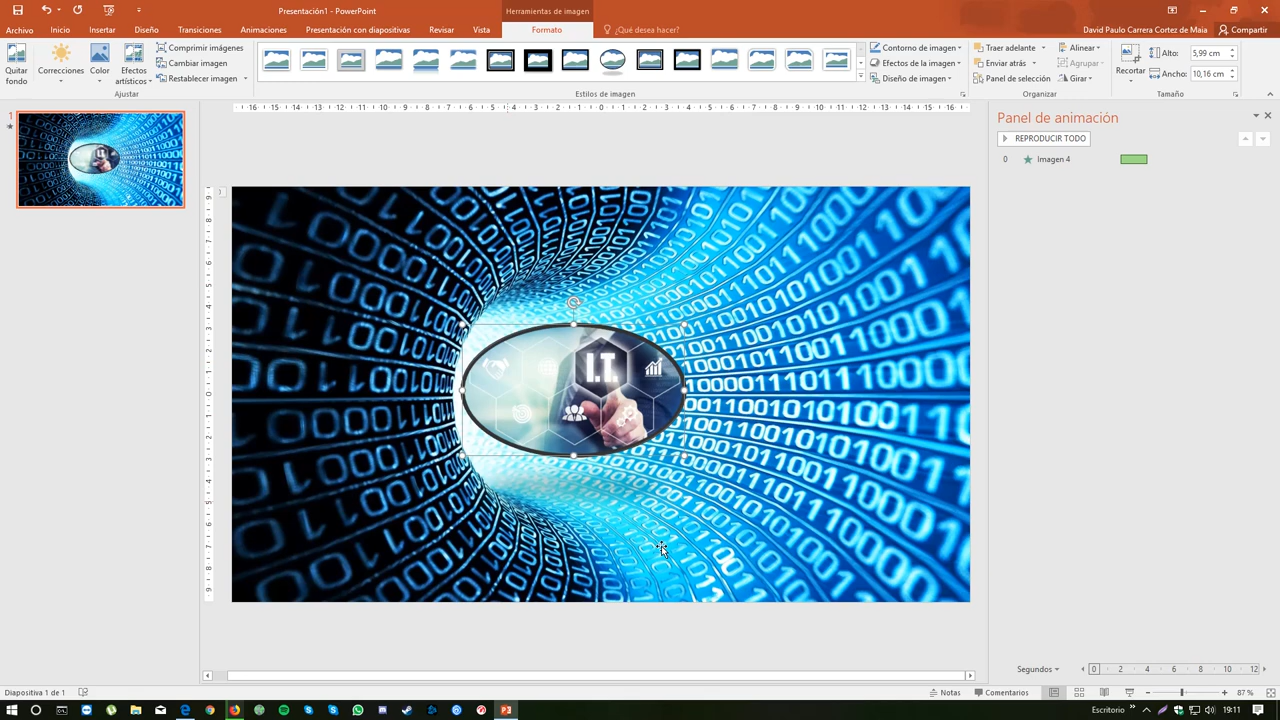 Presentación1 - PowerPoint
Herramientas de imagen
Archivo
Inicio
Insertar
Diseño
Transiciones
Animaciones
Presentación con diapositivas
Revisar
Vista
Formato
¿Qué desea hacer?
David Paulo Carrera Cortez de Maia
Compartir
Quitar fondo
Correcciones
Color
Efectos artísticos
Comprimir imágenes
Cambiar imagen
Restablecer imagen
Ajustar
Estilos de imagen
Contorno de imagen
Efectos de la imagen
Diseño de imagen
Traer adelante
Enviar atrás
Panel de selección
Alinear
Agrupar
Girar
Organizar
Recortar
Alto: 5,99 cm
Ancho: 10,16 cm
Tamaño
1
Panel de animación
REPRODUCIR TODO
0 Imagen 4
I.T.
Segundos
0 2 4 6 8 10 12
Diapositiva 1 de 1
Notas
Comentarios
87 %
Escritorio
19:11